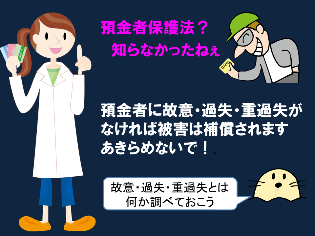 預金者保護法?
知らなかったねぇ
預金者に故意・過失・重過失が
なければ被害は補償されます
あきらめないで!
故意・過失・重過失とは
何か調べておこう